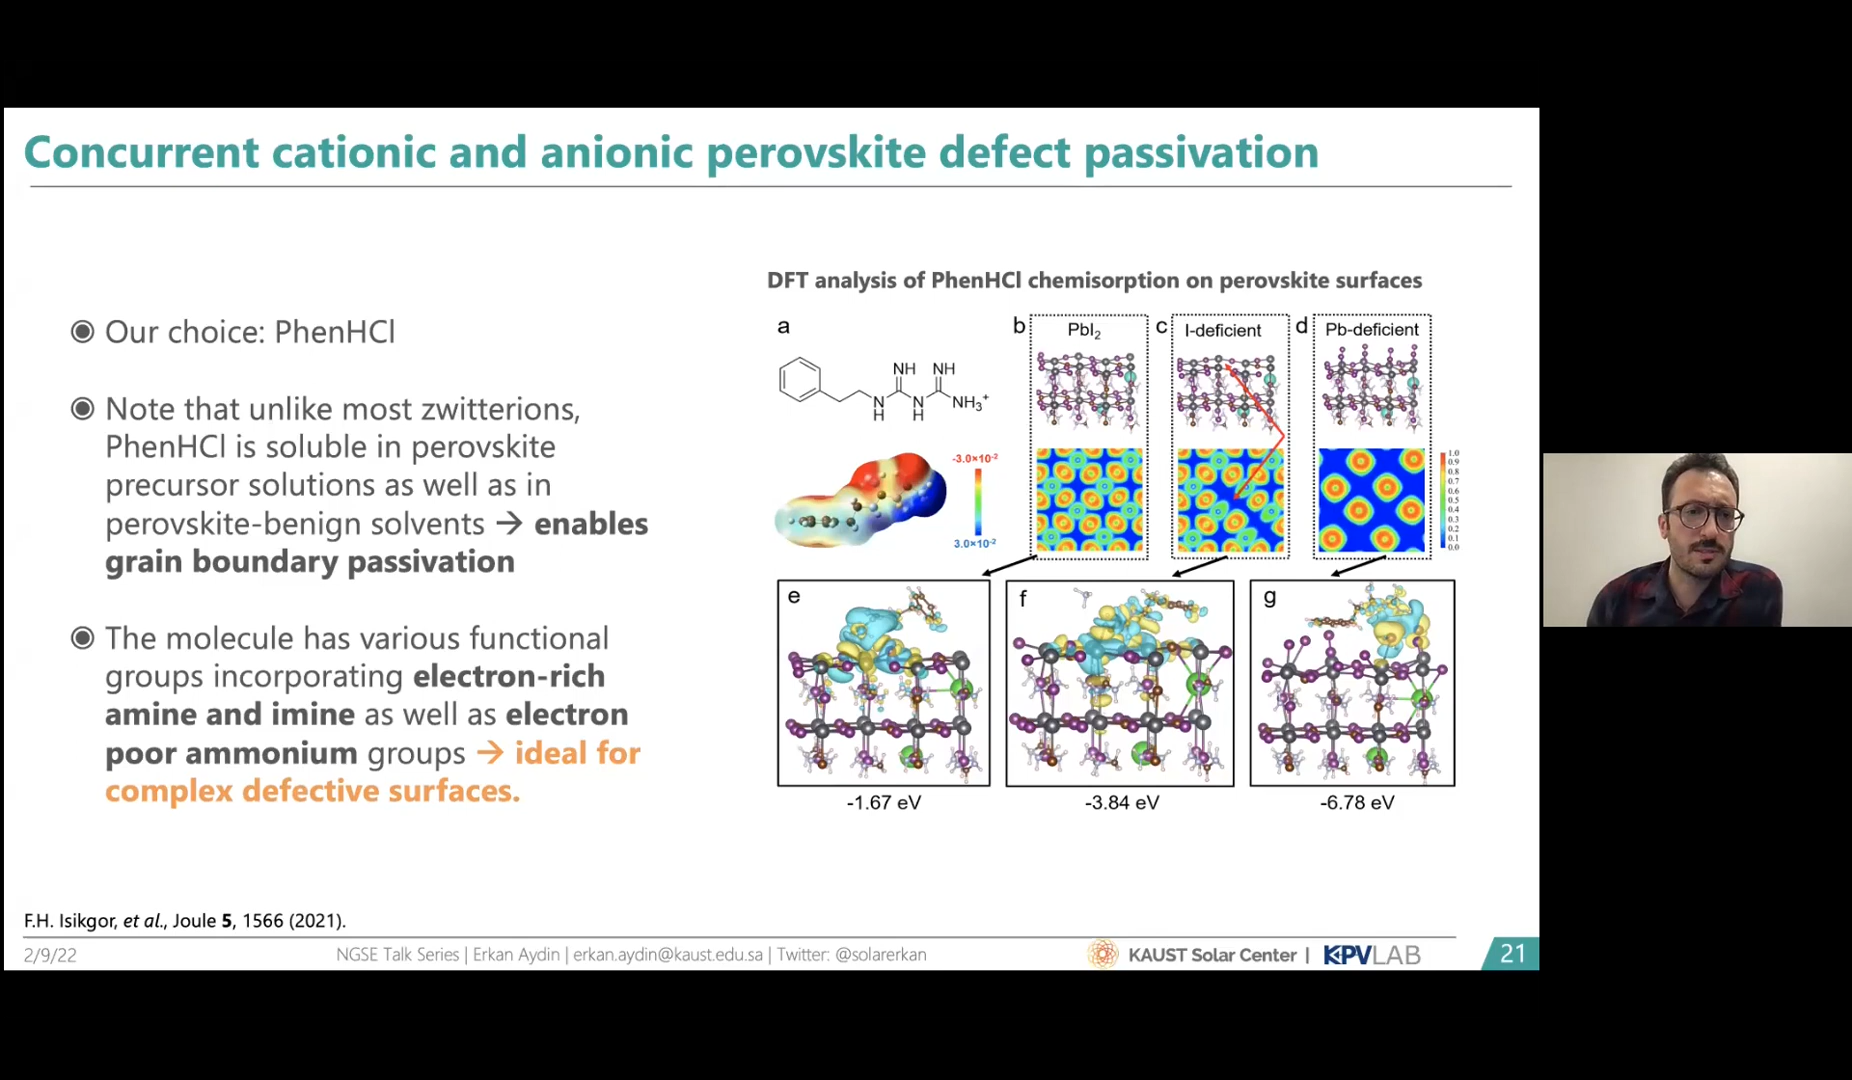 Concurrent cationic and anionic perovskite defect passivation
Our choice: PhenHCl
Note that unlike most zwitterions,
PhenHCl is soluble in perovskite
precursor solutions as well as in
perovskite-benign solvents → enables
grain boundary passivation
The molecule has various functional
groups incorporating electron-rich
amine and imine as well as electron
poor ammonium groups → ideal for
complex defective surfaces.
DFT analysis of PhenHCl chemisorption on perovskite surfaces
a
NH NH
N H N H NH₃⁺
-3.0×10⁻²
3.0×10⁻²
b PbI₂
c I-deficient
d Pb-deficient
1.0
0.9
0.8
0.7
0.6
0.5
0.4
0.3
0.2
0.1
0.0
e
f
g
-1.67 eV
-3.84 eV
-6.78 eV
F.H. Isikgor, et al., Joule 5, 1566 (2021).
2/9/22
NGSE Talk Series | Erkan Aydin | erkan.aydin@kaust.edu.sa | Twitter: @solarerkan
KAUST Solar Center | KPVLAB
21